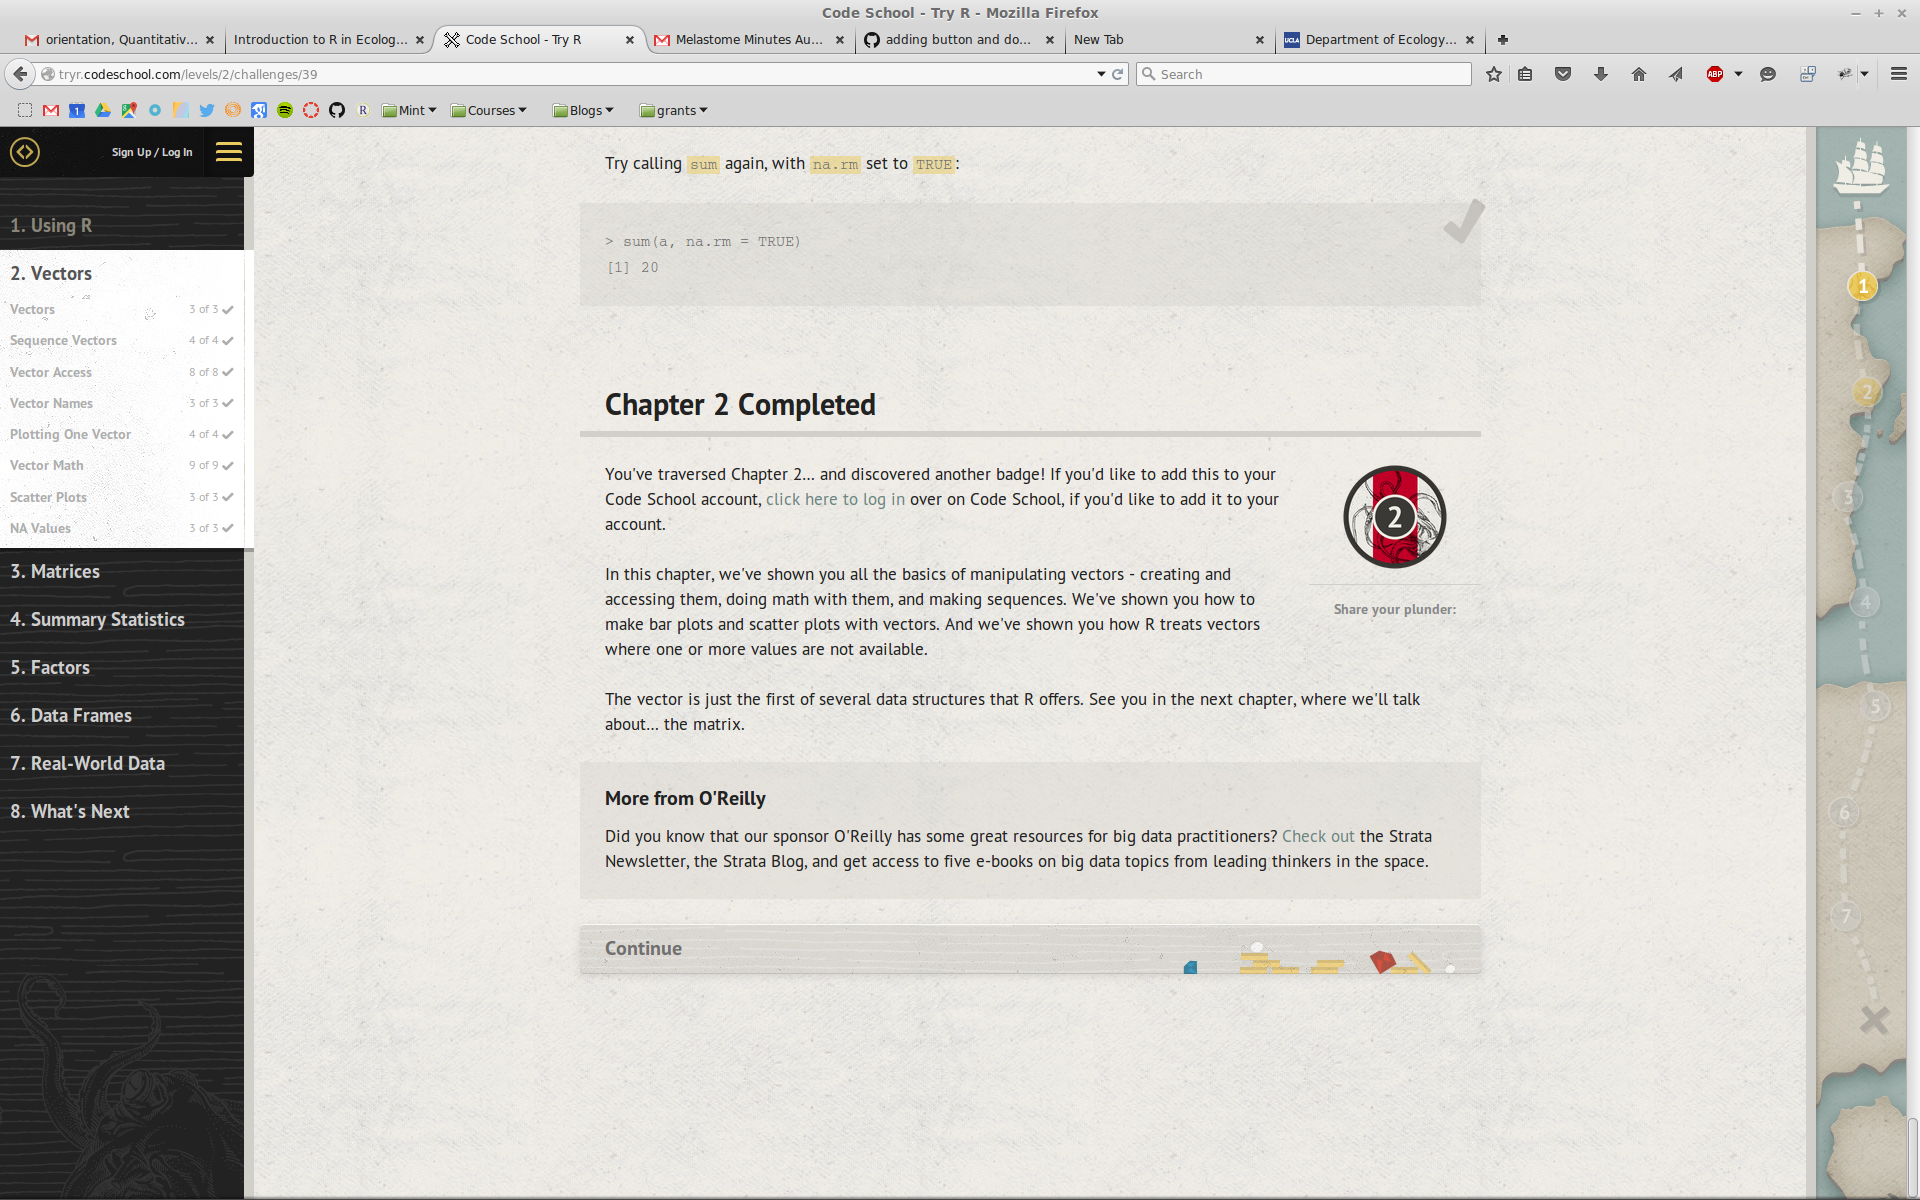 Code School - Try R - Mozilla Firefox
orientation, Quantitativ...
Introduction to R in Ecolog...
Code School - Try R
Melastome Minutes Au...
adding button and do...
New Tab
UCLA
Department of Ecology...
tryr.codeschool.com/levels/2/challenges/39
Search
ABP
1
R
Mint
Courses
Blogs
grants
Sign Up / Log In
1. Using R
2. Vectors
Vectors 3 of 3
Sequence Vectors 4 of 4
Vector Access 8 of 8
Vector Names 3 of 3
Plotting One Vector 4 of 4
Vector Math 9 of 9
Scatter Plots 3 of 3
NA Values 3 of 3
3. Matrices
4. Summary Statistics
5. Factors
6. Data Frames
7. Real-World Data
8. What's Next
Try calling sum again, with na.rm set to TRUE:
> sum(a, na.rm = TRUE)
[1] 20
Chapter 2 Completed
You've traversed Chapter 2... and discovered another badge! If you'd like to add this to your
Code School account, click here to log in over on Code School, if you'd like to add it to your
account.
2
Share your plunder:
In this chapter, we've shown you all the basics of manipulating vectors - creating and
accessing them, doing math with them, and making sequences. We've shown you how to
make bar plots and scatter plots with vectors. And we've shown you how R treats vectors
where one or more values are not available.
The vector is just the first of several data structures that R offers. See you in the next chapter, where we'll talk
about... the matrix.
More from O'Reilly
Did you know that our sponsor O'Reilly has some great resources for big data practitioners? Check out the Strata
Newsletter, the Strata Blog, and get access to five e-books on big data topics from leading thinkers in the space.
Continue
1
2
3
4
5
6
7